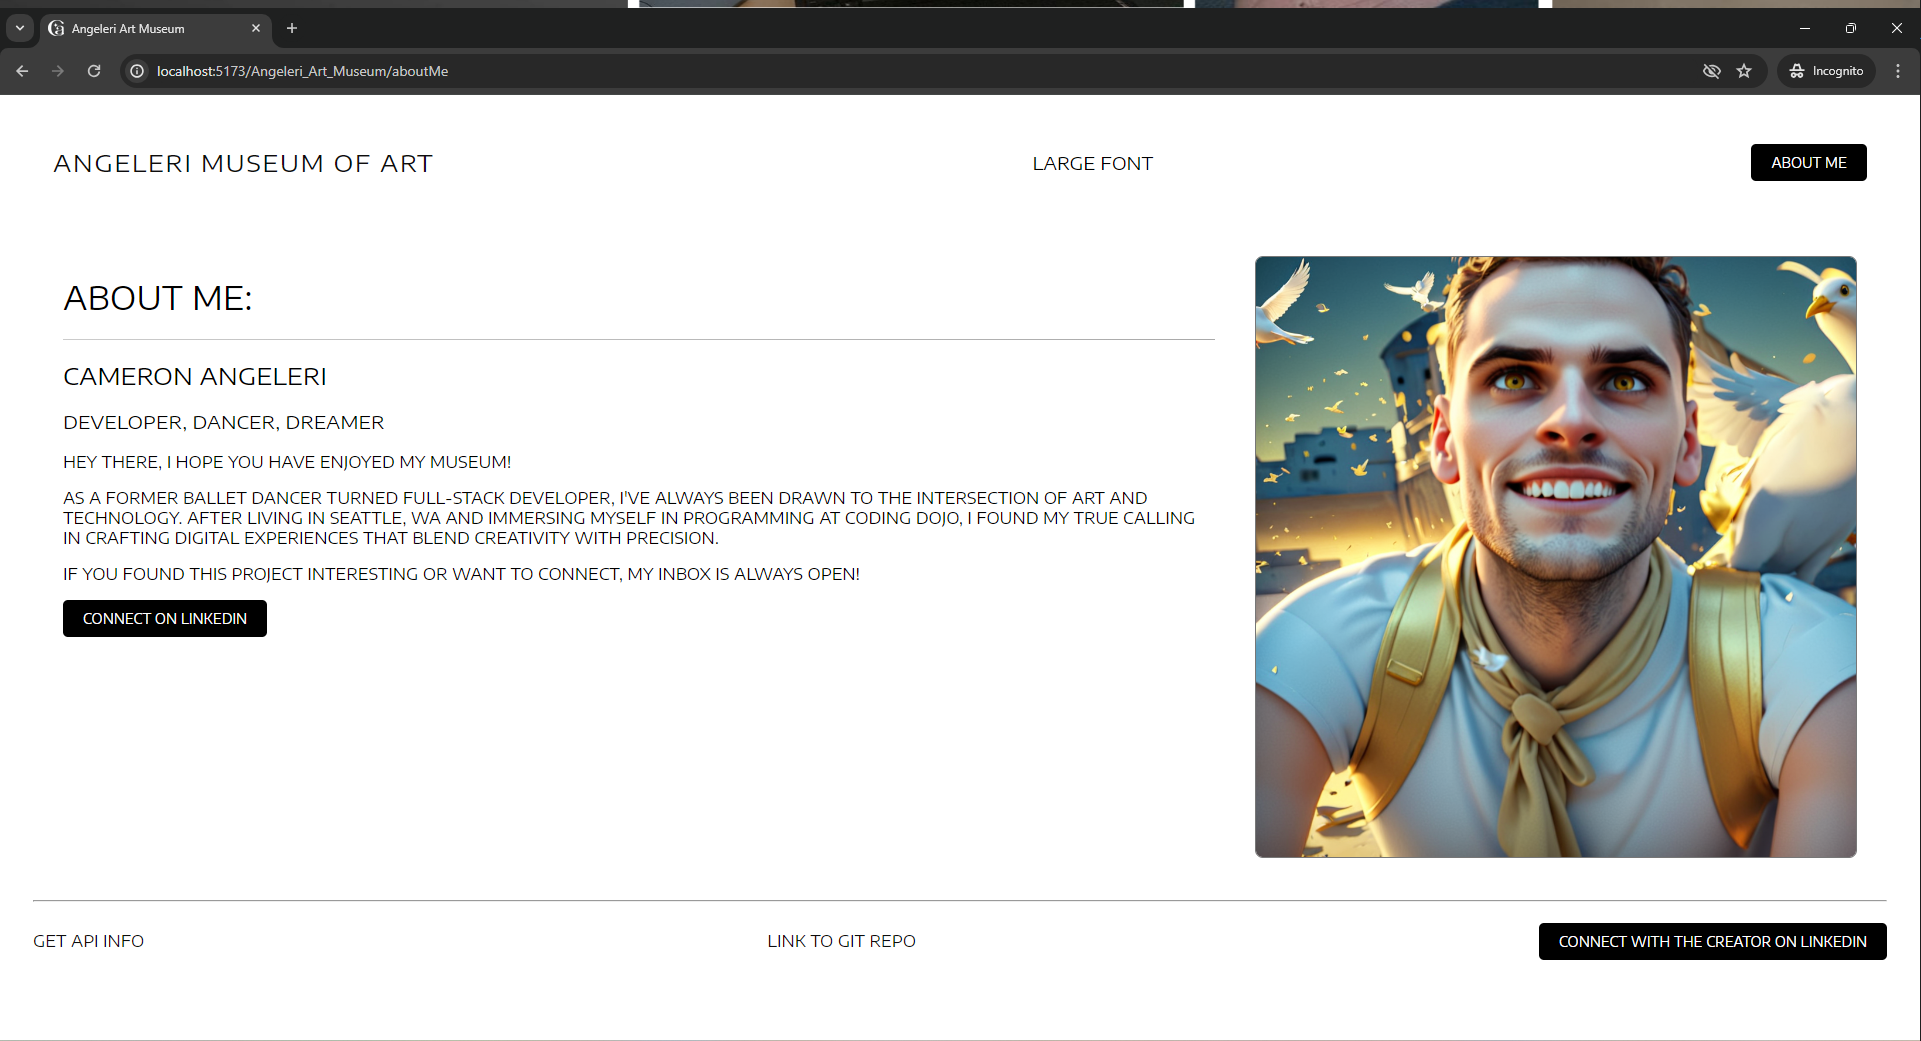 Angeleri Art Museum
localhost:5173/Angeleri_Art_Museum/aboutMe
Incognito
ANGELERI MUSEUM OF ART
LARGE FONT
ABOUT ME
ABOUT ME:
CAMERON ANGELERI
DEVELOPER, DANCER, DREAMER
HEY THERE, I HOPE YOU HAVE ENJOYED MY MUSEUM!
AS A FORMER BALLET DANCER TURNED FULL-STACK DEVELOPER, I'VE ALWAYS BEEN DRAWN TO THE INTERSECTION OF ART AND
TECHNOLOGY. AFTER LIVING IN SEATTLE, WA AND IMMERSING MYSELF IN PROGRAMMING AT CODING DOJO, I FOUND MY TRUE CALLING
IN CRAFTING DIGITAL EXPERIENCES THAT BLEND CREATIVITY WITH PRECISION.
IF YOU FOUND THIS PROJECT INTERESTING OR WANT TO CONNECT, MY INBOX IS ALWAYS OPEN!
CONNECT ON LINKEDIN
GET API INFO
LINK TO GIT REPO
CONNECT WITH THE CREATOR ON LINKEDIN